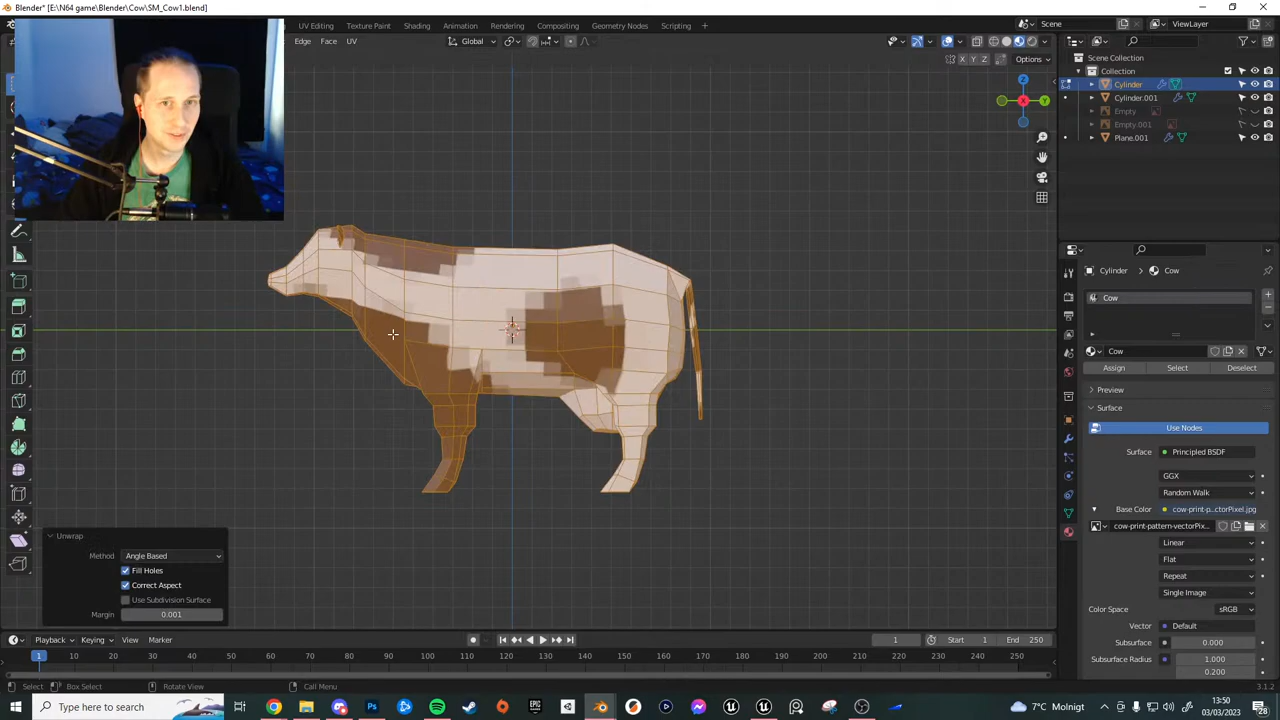 Blender* [E:\N64 game\Blender\Cow\SM_Cow1.blend]
UV Editing Texture Paint Shading Animation Rendering Compositing Geometry Nodes Scripting
Scene ViewLayer
Edge Face UV Global
X Y Z Options
Scene Collection
Collection
Cylinder
Cylinder.001
Empty
Empty.001
Plane.001
Z
X Y
Cylinder Cow
Cow
Cow
Assign Select Deselect
Preview
Surface
Use Nodes
Surface Principled BSDF
GGX
Random Walk
Base Color cow-print-p...ctorPixel.jpg
cow-print-pattern-vectorPix...
Linear
Flat
Repeat
Single Image
Color Space sRGB
Vector Default
Subsurface 0.000
Subsurface Radius 1.000
0.200
Unwrap
Method Angle Based
Fill Holes
Correct Aspect
Use Subdivision Surface
Margin 0.001
Playback Keying View Marker 1 Start 1 End 250
1 10 20 30 40 50 60 70 80 90 100 110 120 130 140 150 160 170 180 190 200 210 220 230 240 250
Select Box Select Rotate View Call Menu 3.1.2
Type here to search
EPIC GAMES
7°C Molnigt
13:50
03/03/2023